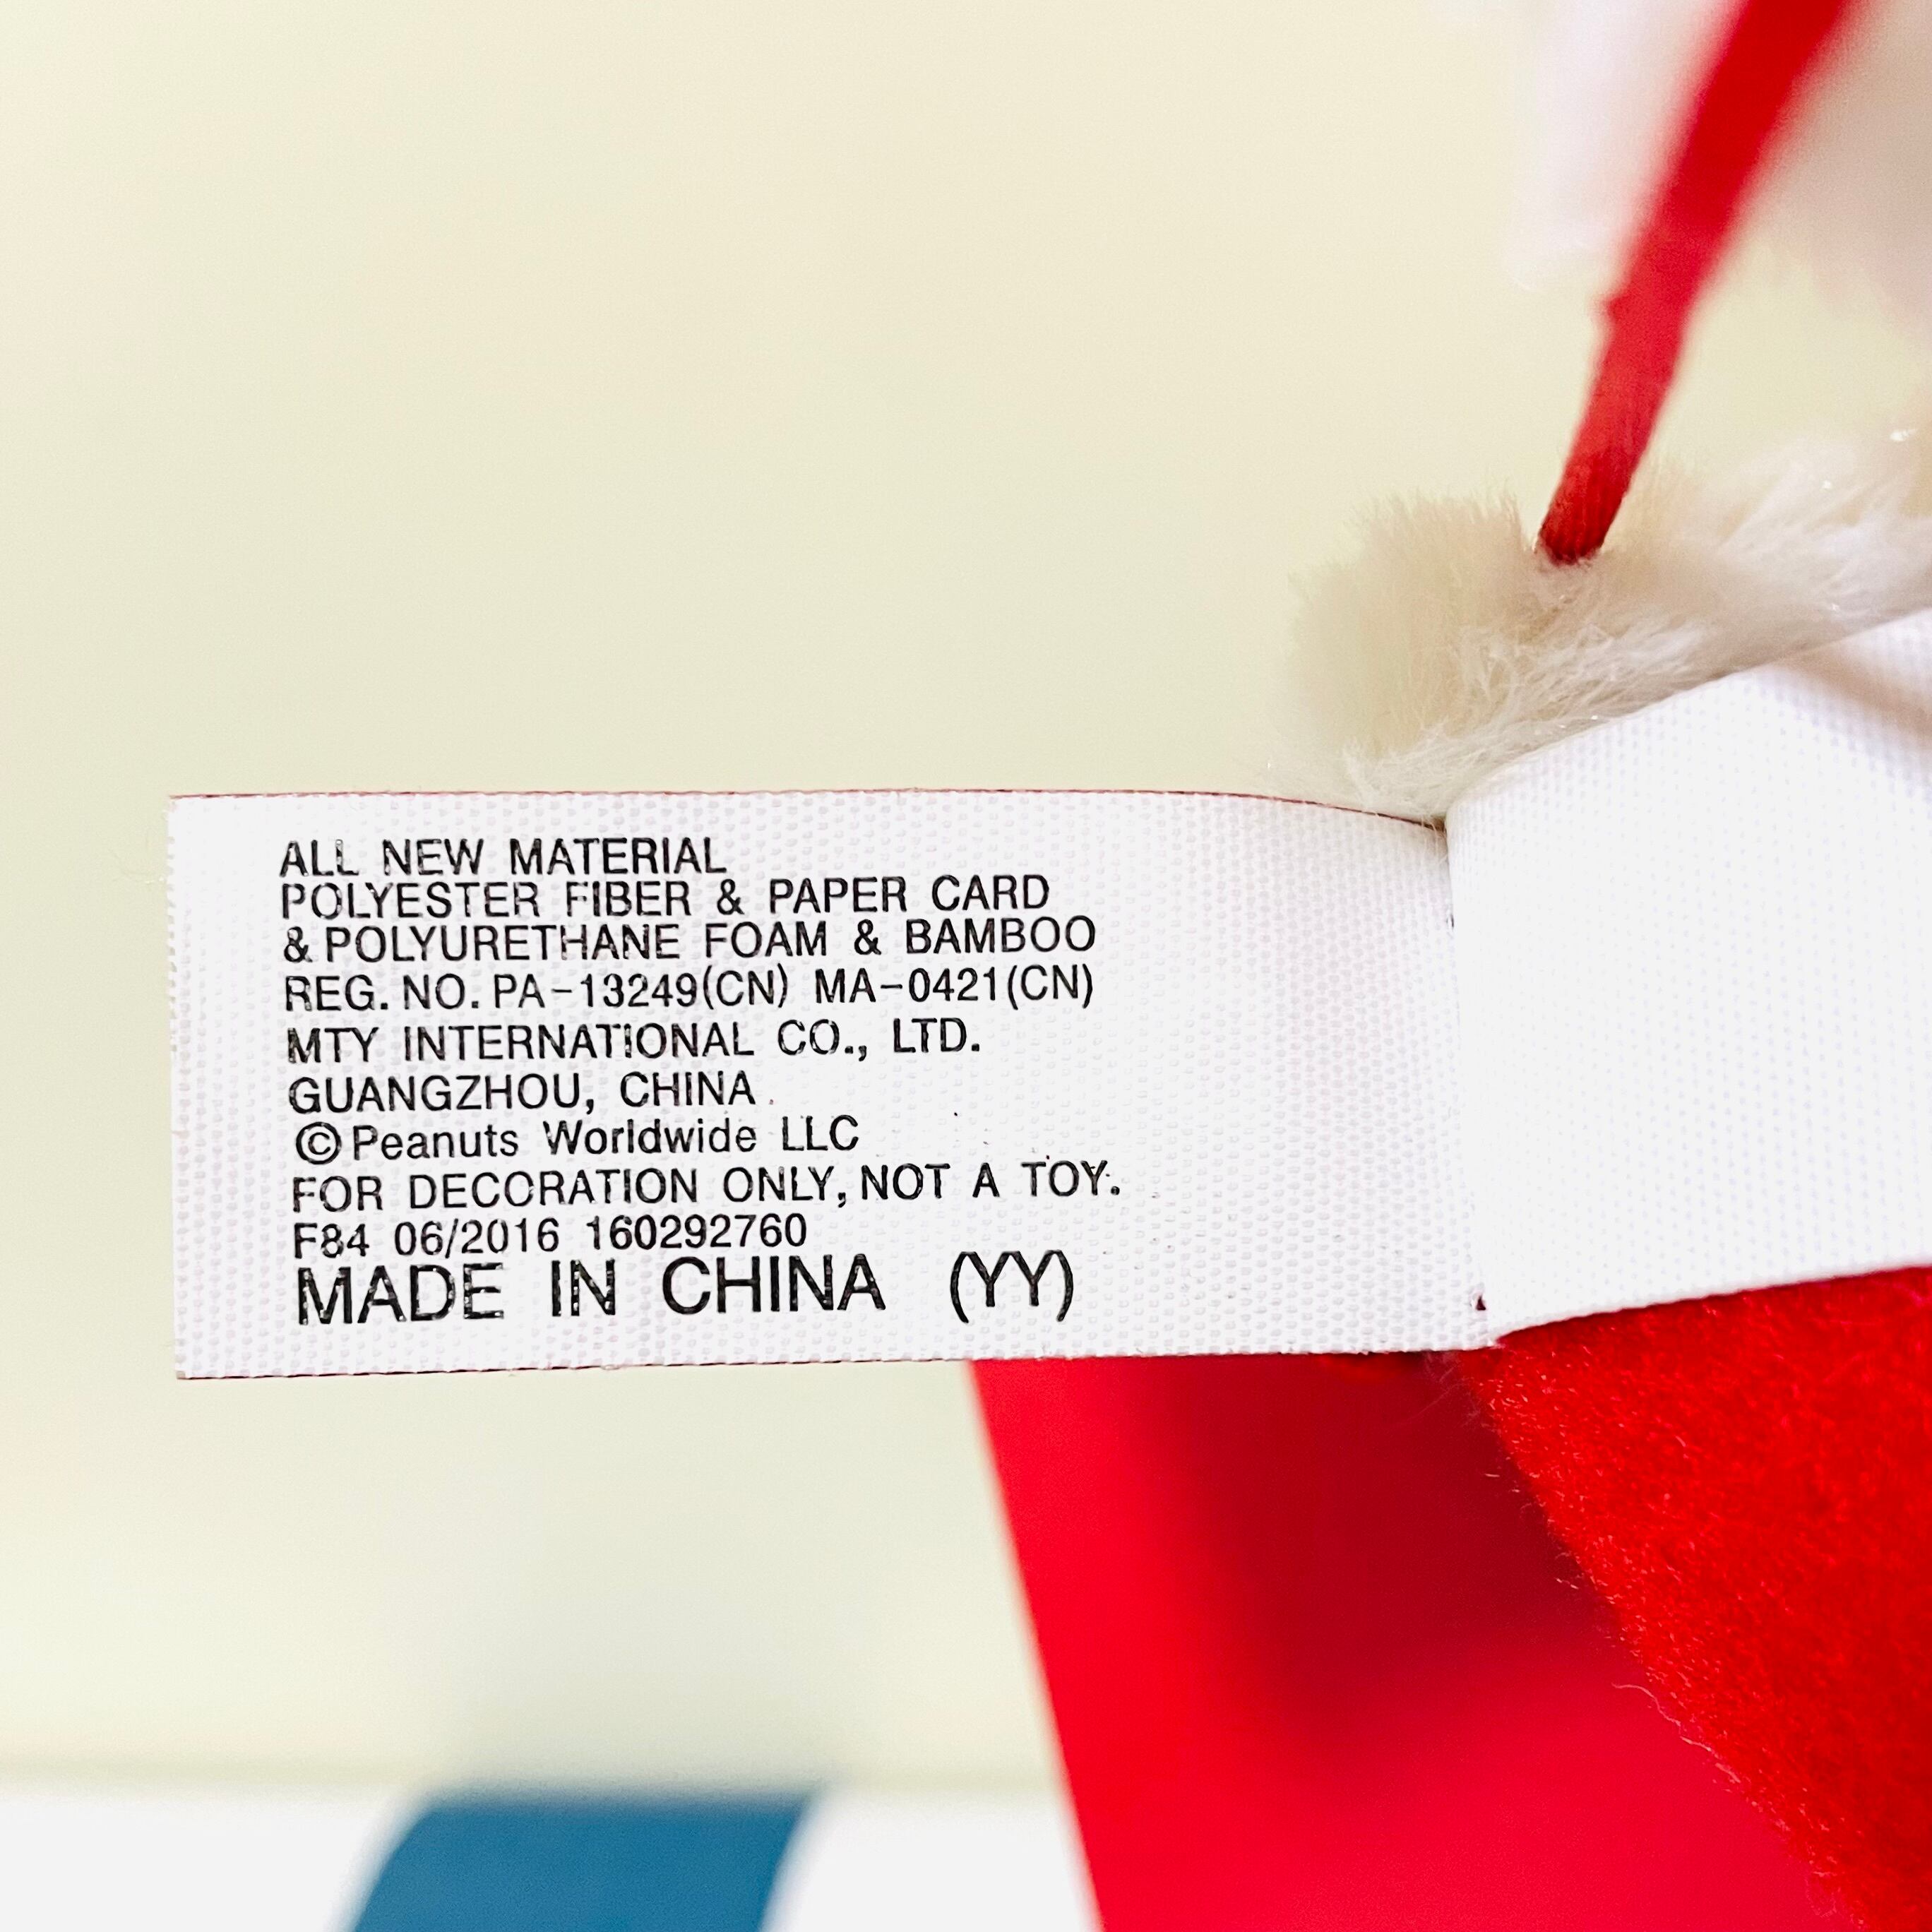 ALL NEW MATERIAL
POLYESTER FIBER & PAPER CARD
& POLYURETHANE FOAM & BAMBOO
REG. NO. PA-13249(CN) MA-0421(CN)
MTY INTERNATIONAL CO., LTD.
GUANGZHOU, CHINA
©Peanuts Worldwide LLC
FOR DECORATION ONLY, NOT A TOY.
F84 06/2016 160292760
MADE IN CHINA (YY)